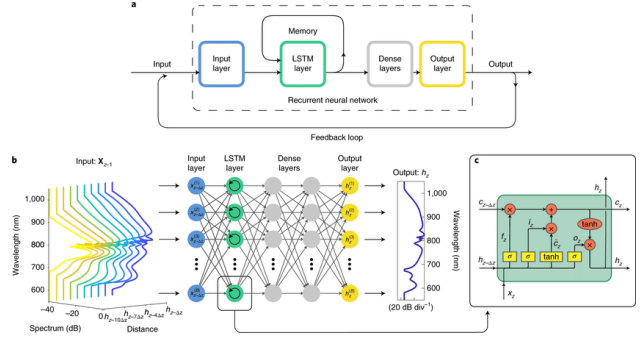 a
Memory
Input
Input
layer
LSTM
layer
Dense
layers
Output
layer
Output
Recurrent neural network
Feedback loop
b
Input: X_{z−1}
Input
layer
LSTM
layer
Dense
layers
Output
layer
Output: h_z
Wavelength (nm)
1,000
900
800
700
600
−40
−20
0
Spectrum (dB)
h_{z−10Δz}
h_{z−7Δz}
h_{z−4Δz}
h_{z−Δz}
Distance
1,000
900
800
700
600
Wavelength (nm)
(20 dB div⁻¹)
c
h_z
c_{z−Δz}
c_z
tanh
f_z
i_z
c̃_z
o_z
σ
σ
tanh
σ
h_{z−Δz}
h_z
x_z